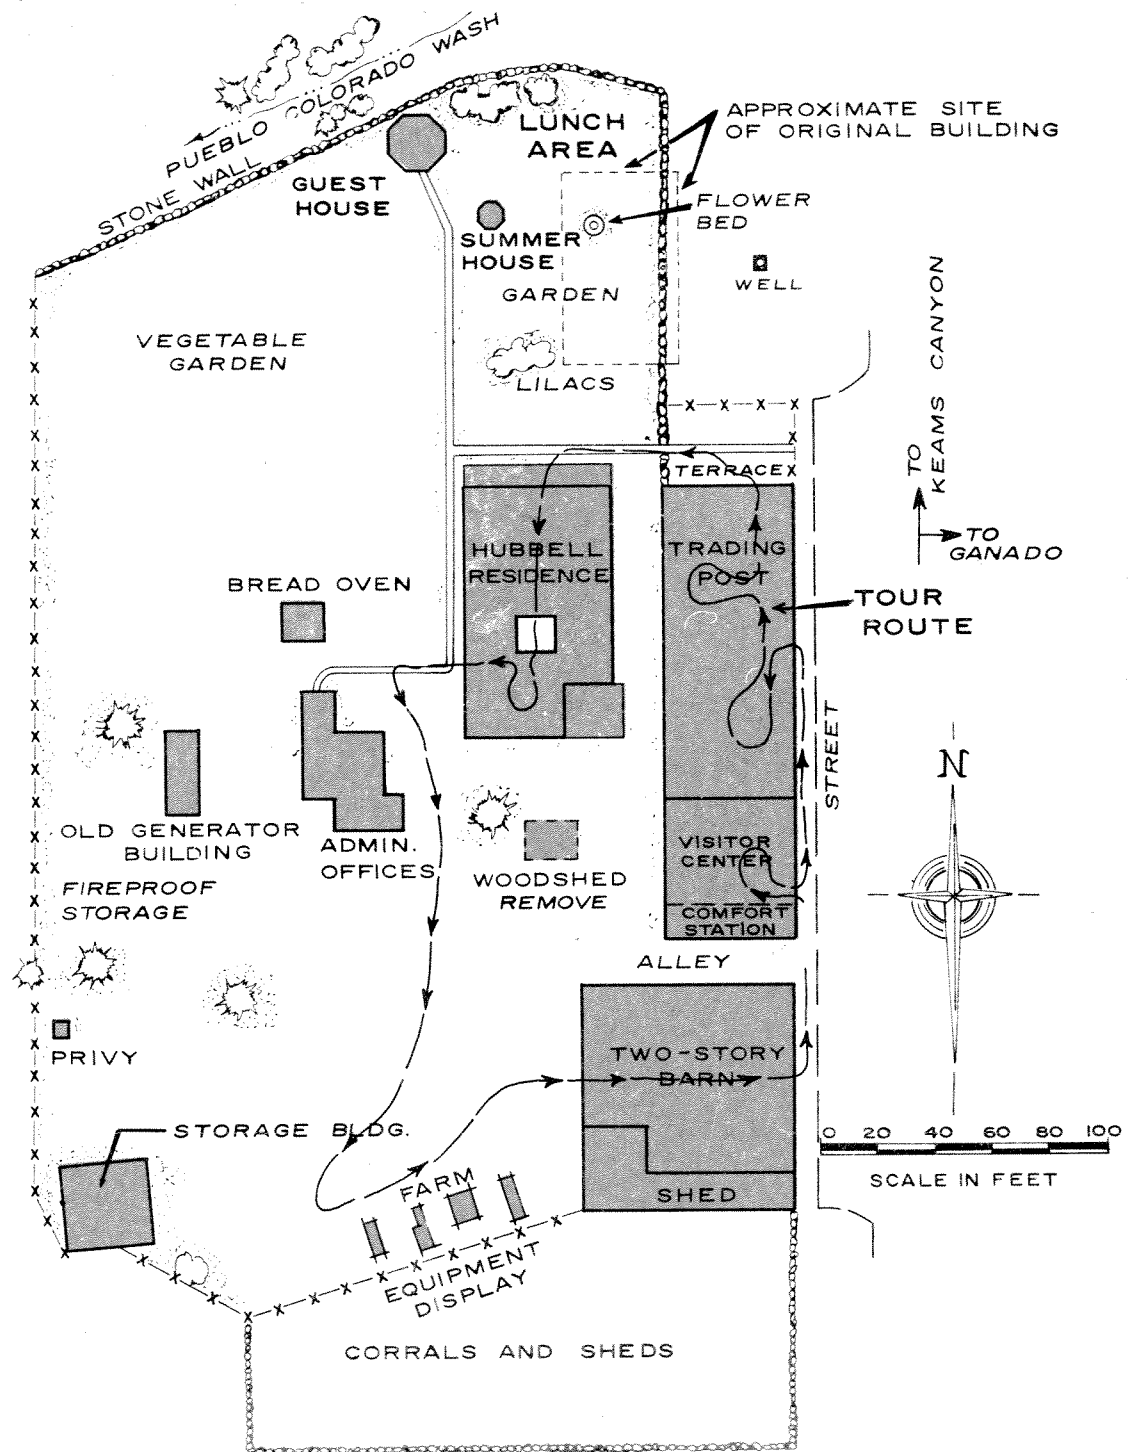 PUEBLO COLORADO WASH
STONE WALL
LUNCH
AREA
APPROXIMATE SITE
OF ORIGINAL BUILDING
GUEST
HOUSE
FLOWER
BED
SUMMER
HOUSE
GARDEN
WELL
VEGETABLE
GARDEN
LILACS
TO
KEAMS CANYON
TERRACE
TO
GANADO
HUBBELL
RESIDENCE
TRADING
POST
BREAD OVEN
TOUR
ROUTE
STREET
N
OLD GENERATOR
BUILDING
FIREPROOF
STORAGE
ADMIN.
OFFICES
WOODSHED
REMOVE
VISITOR
CENTER
COMFORT
STATION
ALLEY
PRIVY
TWO-STORY
BARN
STORAGE BLDG.
0 20 40 60 80 100
SCALE IN FEET
SHED
FARM
EQUIPMENT
DISPLAY
CORRALS AND SHEDS